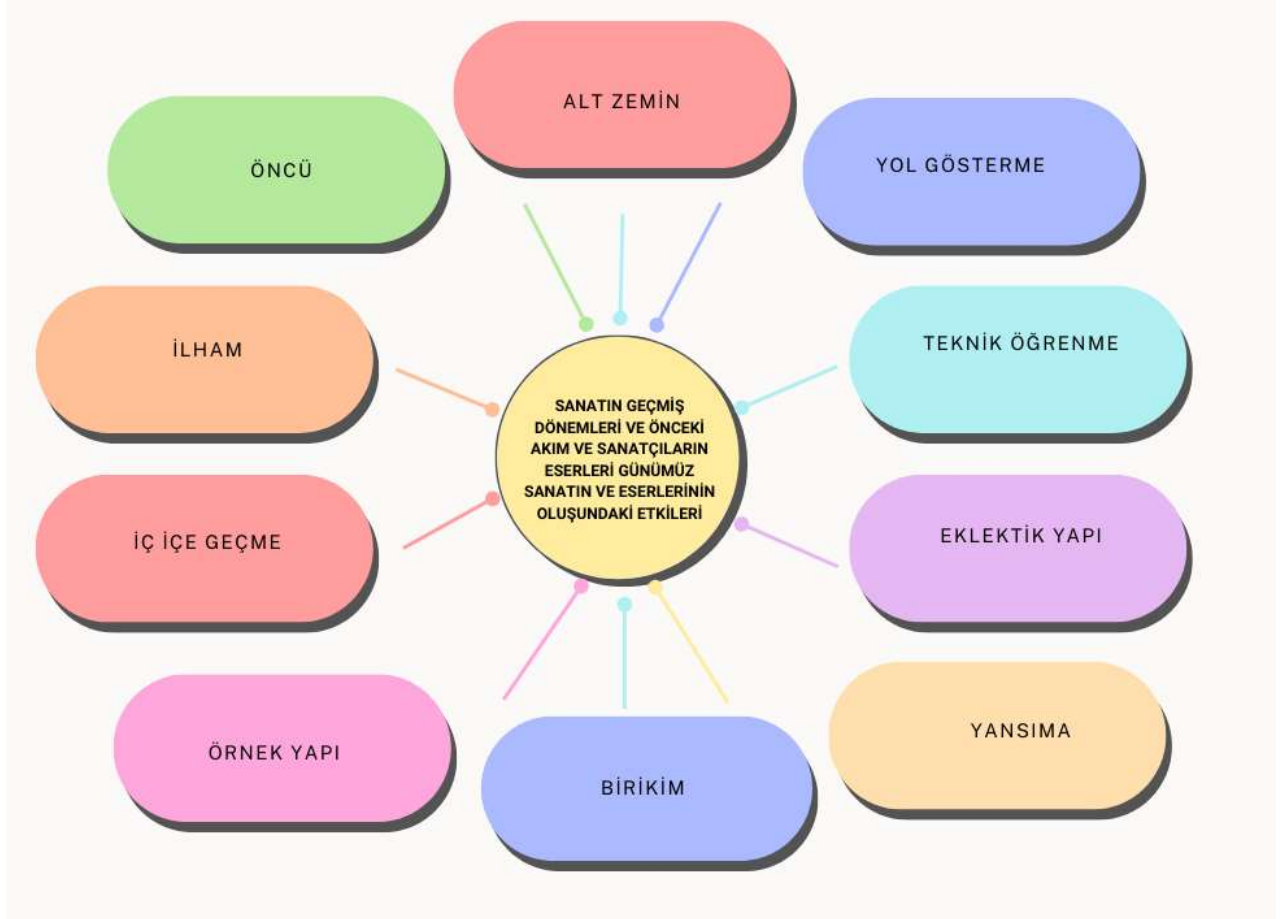 ALT ZEMİN
ÖNCÜ
YOL GÖSTERME
İLHAM
TEKNİK ÖĞRENME
SANATIN GEÇMİŞ
DÖNEMLERİ VE ÖNCEKİ
AKIM VE SANATÇILARIN
ESERLERİ GÜNÜMÜZ
SANATIN VE ESERLERİNİN
OLUŞUNDAKİ ETKİLERİ
İÇ İÇE GEÇME
EKLEKTİK YAPI
ÖRNEK YAPI
BİRİKİM
YANSIMA